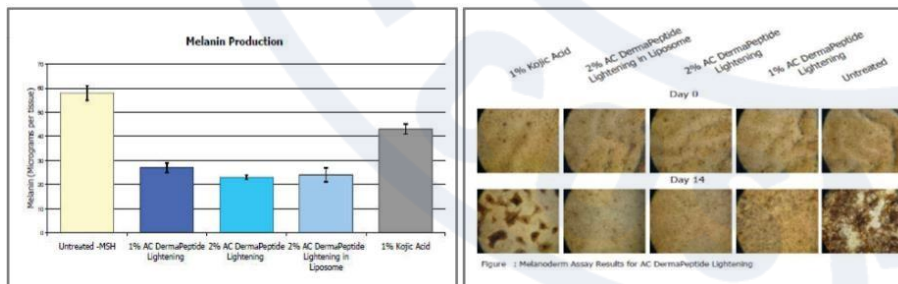 Melanin Production
Melanin (Micrograms per tissue)
70
60
50
40
30
20
10
0
Untreated -MSH
1% AC DermaPeptide
Lightening
2% AC DermaPeptide
Lightening
2% AC DermaPeptide
Lightening in
Liposome
1% Kojic Acid
1% Kojic Acid
2% AC DermaPeptide
Lightening in Liposome
2% AC DermaPeptide
Lightening
1% AC DermaPeptide
Lightening
Untreated
Day 0
Day 14
Figure : Melanoderm Assay Results for AC DermaPeptide Lightening